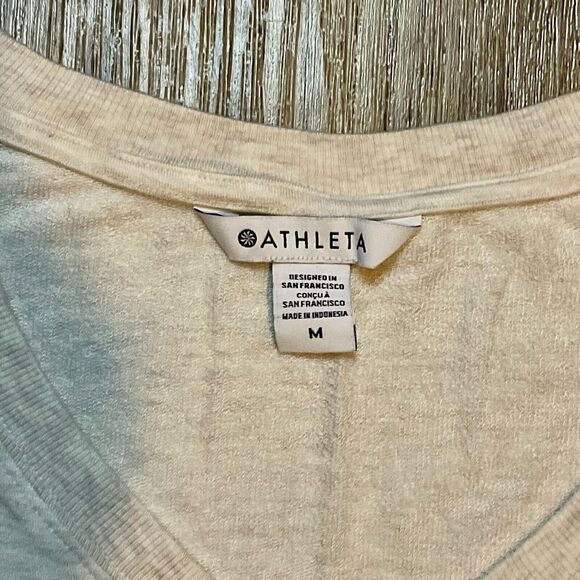 ATHLETA
DESIGNED IN
SAN FRANCISCO
CONÇU À
SAN FRANCISCO
MADE IN INDONESIA
M